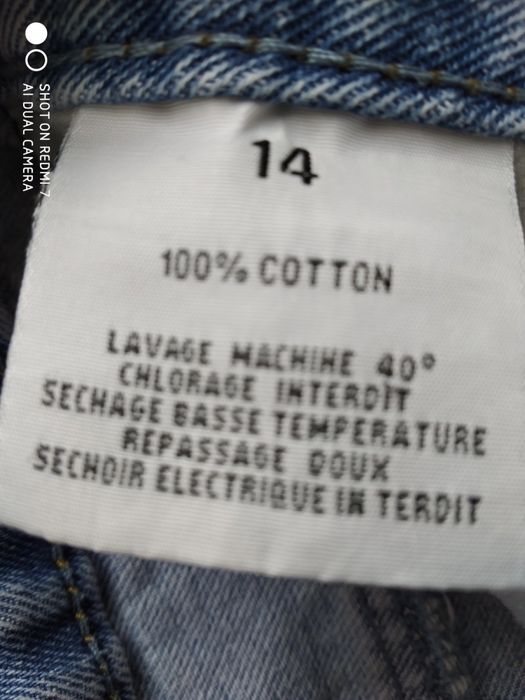 14
100% COTTON
LAVAGE MACHINE 40°
CHLORAGE INTERDIT
SECHAGE BASSE TEMPERATURE
REPASSAGE DOUX
SECHOIR ELECTRIQUE IN TERDIT
SHOT ON REDMI 7
AI DUAL CAMERA